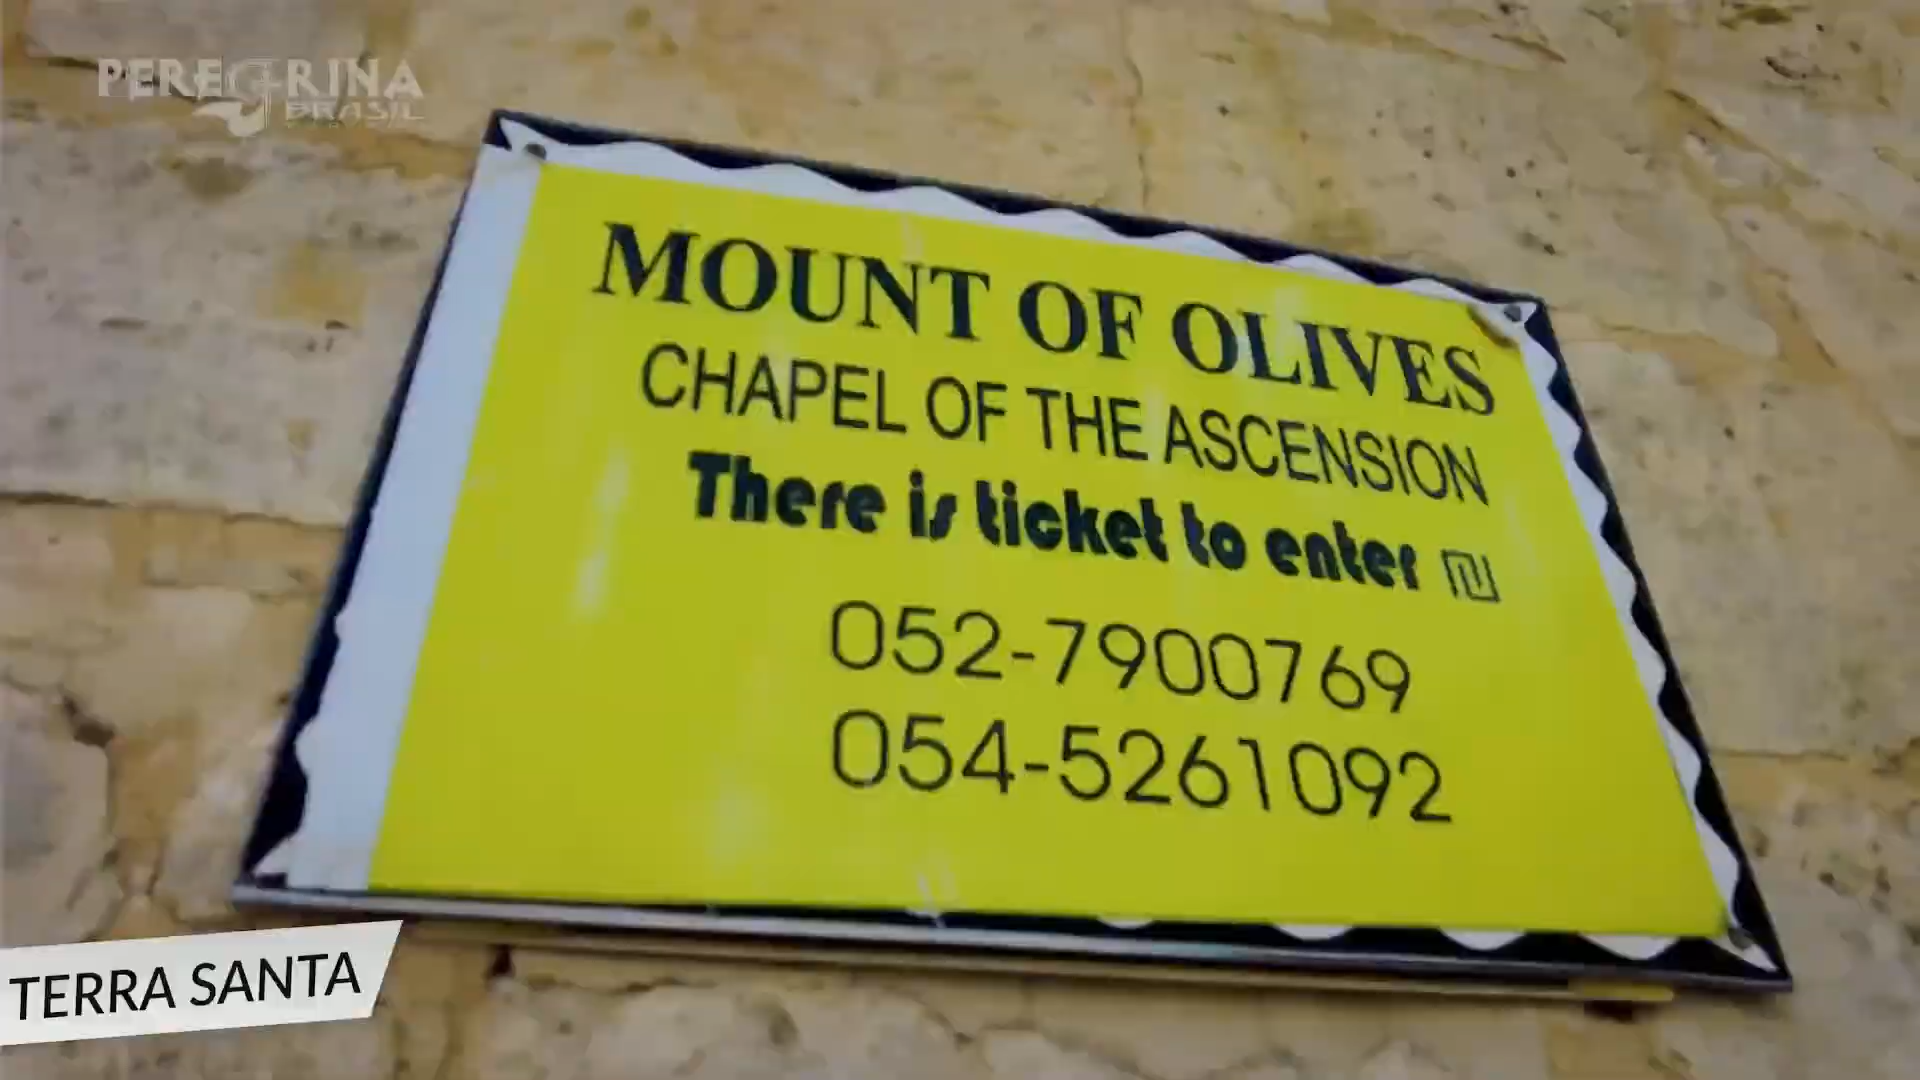 PEREGRINA
BRASIL
MOUNT OF OLIVES
CHAPEL OF THE ASCENSION
There is ticket to enter ₪
052-7900769
054-5261092
TERRA SANTA